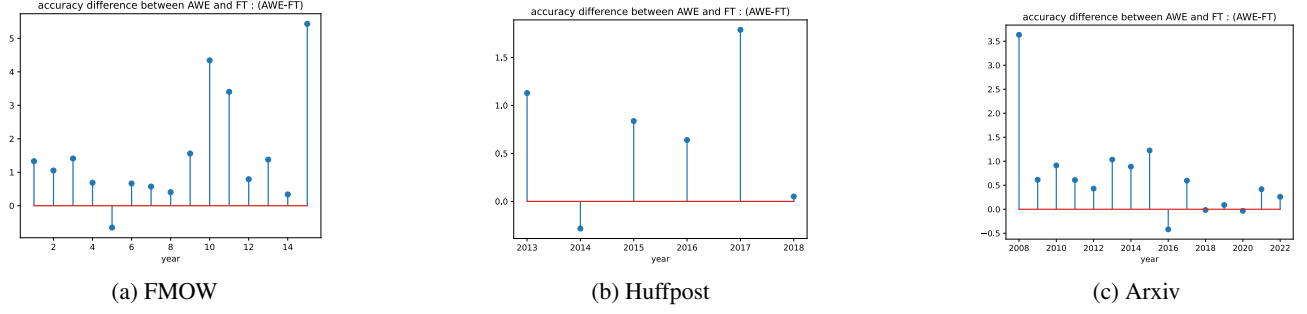 accuracy difference between AWE and FT : (AWE-FT)
5
4
3
2
1
0
2 4 6 8 10 12 14
year
(a) FMOW
accuracy difference between AWE and FT : (AWE-FT)
1.5
1.0
0.5
0.0
2013 2014 2015 2016 2017 2018
year
(b) Huffpost
accuracy difference between AWE and FT : (AWE-FT)
3.5
3.0
2.5
2.0
1.5
1.0
0.5
0.0
−0.5
2008 2010 2012 2014 2016 2018 2020 2022
year
(c) Arxiv